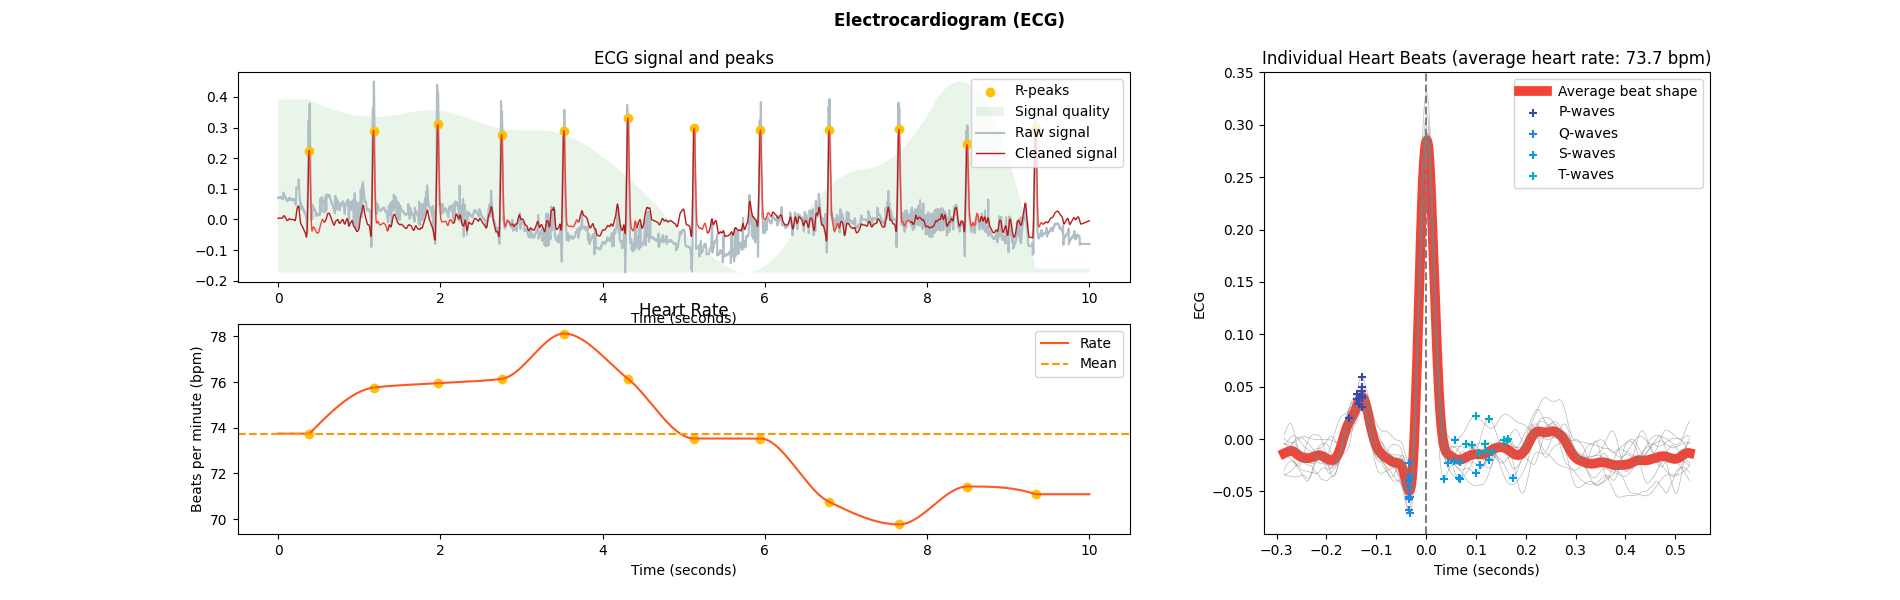 Electrocardiogram (ECG)
ECG signal and peaks
0.4
0.3
0.2
0.1
0.0
−0.1
−0.2
R-peaks
Signal quality
Raw signal
Cleaned signal
0 2 4 6 8 10
Time (seconds)
Heart Rate
Beats per minute (bpm)
78
76
74
72
70
Rate
Mean
0 2 4 6 8 10
Time (seconds)
Individual Heart Beats (average heart rate: 73.7 bpm)
ECG
0.35
0.30
0.25
0.20
0.15
0.10
0.05
0.00
−0.05
Average beat shape
P-waves
Q-waves
S-waves
T-waves
−0.3 −0.2 −0.1 0.0 0.1 0.2 0.3 0.4 0.5
Time (seconds)